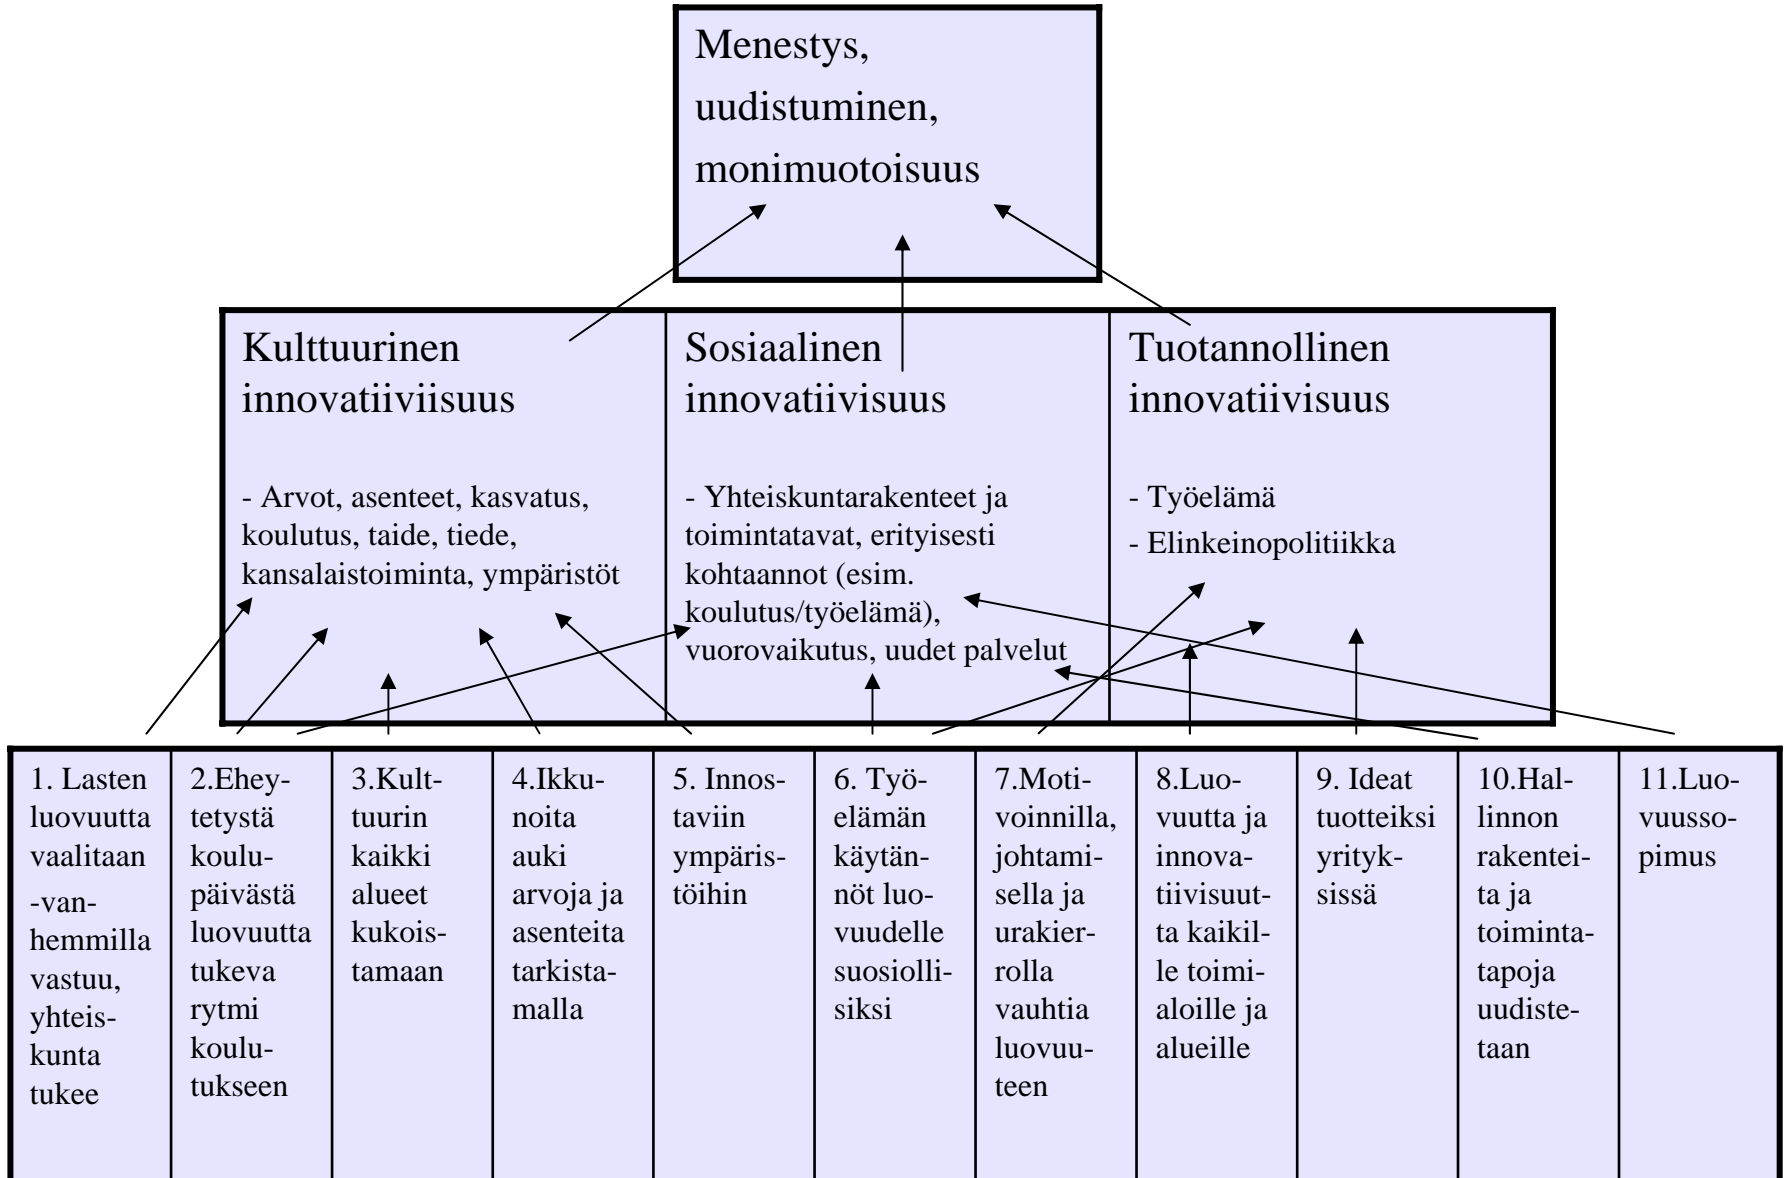 Menestys,
uudistuminen,
monimuotoisuus
Kulttuurinen
innovatiiviisuus
- Arvot, asenteet, kasvatus,
koulutus, taide, tiede,
kansalaistoiminta, ympäristöt
Sosiaalinen
innovatiivisuus
- Yhteiskuntarakenteet ja
toimintatavat, erityisesti
kohtaannot (esim.
koulutus/työelämä),
vuorovaikutus, uudet palvelut
Tuotannollinen
innovatiivisuus
- Työelämä
- Elinkeinopolitiikka
1. Lasten
luovuutta
vaalitaan
-van-
hemmilla
vastuu,
yhteis-
kunta
tukee
2.Ehey-
tetystä
koulu-
päivästä
luovuutta
tukeva
rytmi
koulu-
tukseen
3.Kult-
tuurin
kaikki
alueet
kukois-
tamaan
4.Ikku-
noita
auki
arvoja ja
asenteita
tarkista-
malla
5. Innos-
taviin
ympäris-
töihin
6. Työ-
elämän
käytän-
nöt luo-
vuudelle
suosiolli-
siksi
7.Moti-
voinnilla,
johtami-
sella ja
urakier-
rolla
vauhtia
luovuu-
teen
8.Luo-
vuutta ja
innova-
tiivisuut-
ta kaikil-
le toimi-
aloille ja
alueille
9. Ideat
tuotteiksi
yrityk-
sissä
10.Hal-
linnon
rakentei-
ta ja
toiminta-
tapoja
uudiste-
taan
11.Luo-
vuusso-
pimus